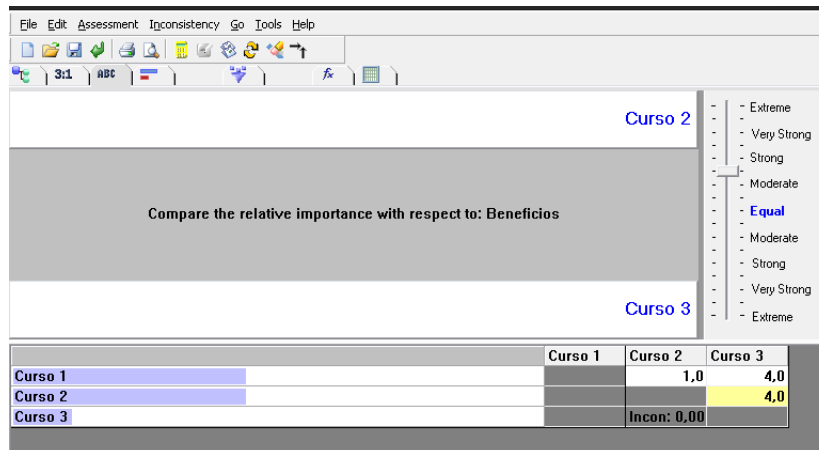 File Edit Assessment Inconsistency Go Tools Help
3:1 ABC fx
Curso 2
Compare the relative importance with respect to: Beneficios
Curso 3
Extreme
Very Strong
Strong
Moderate
Equal
Moderate
Strong
Very Strong
Extreme
Curso 1 Curso 2 Curso 3
Curso 1 1,0 4,0
Curso 2 4,0
Curso 3 Incon: 0,00